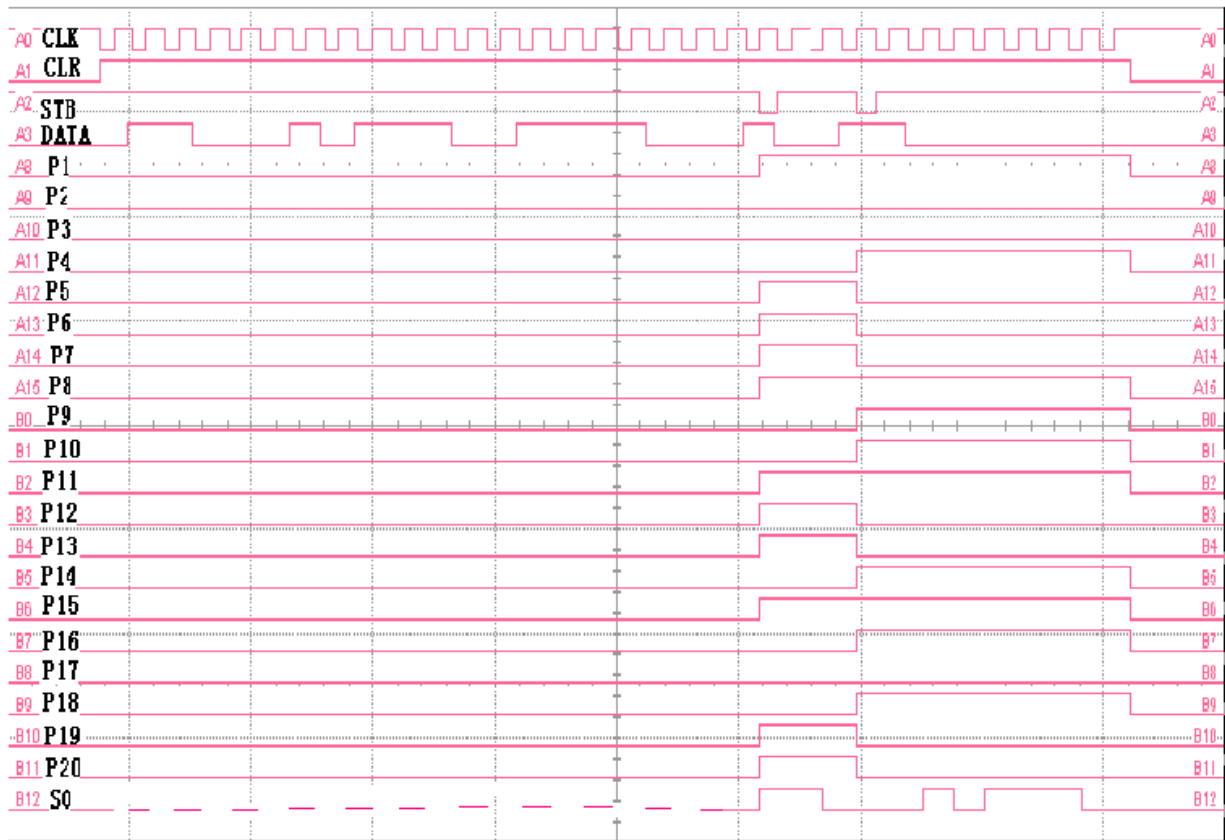 A0 CLK A0
A1 CLR A1
A2 STB A2
A3 DATA A3
A8 P1 A8
A9 P2 A9
A10 P3 A10
A11 P4 A11
A12 P5 A12
A13 P6 A13
A14 P7 A14
A15 P8 A15
B0 P9 B0
B1 P10 B1
B2 P11 B2
B3 P12 B3
B4 P13 B4
B5 P14 B5
B6 P15 B6
B7 P16 B7
B8 P17 B8
B9 P18 B9
B10 P19 B10
B11 P20 B11
B12 SO B12